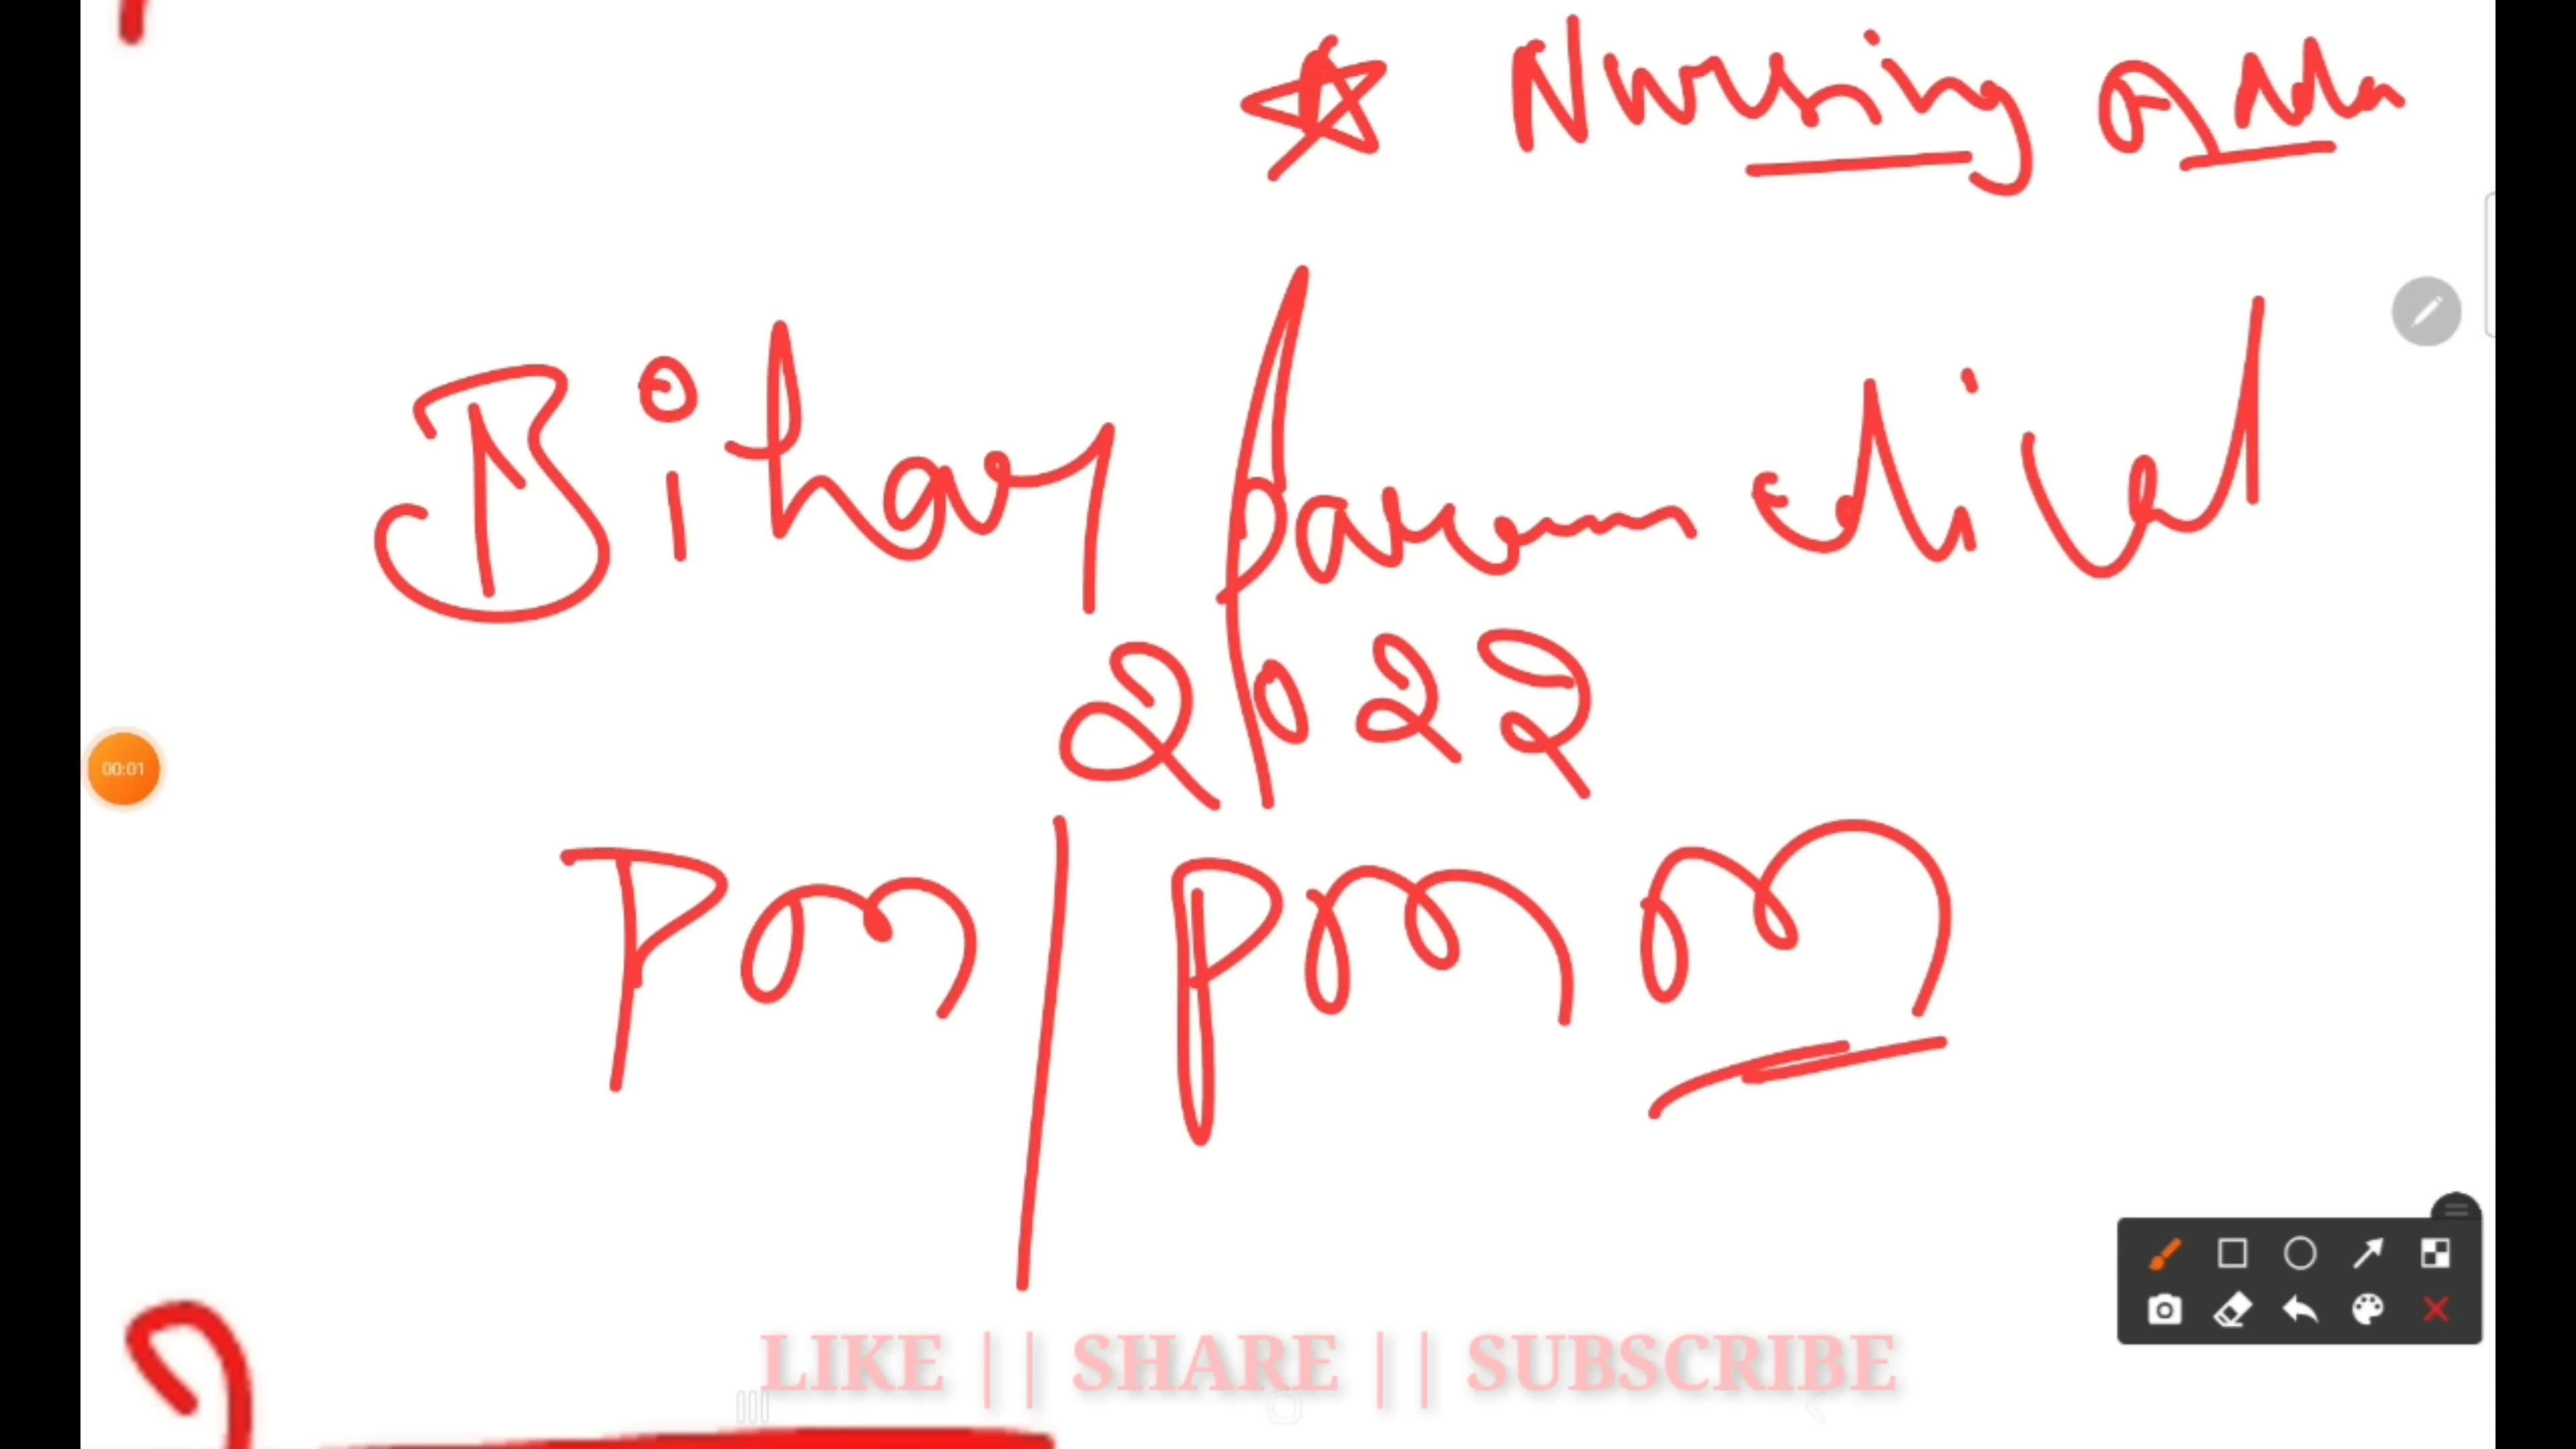 Nursing
Bihar Paramedical
2022
Pm | Pmm
00:01
LIKE || SHARE || SUBSCRIBE